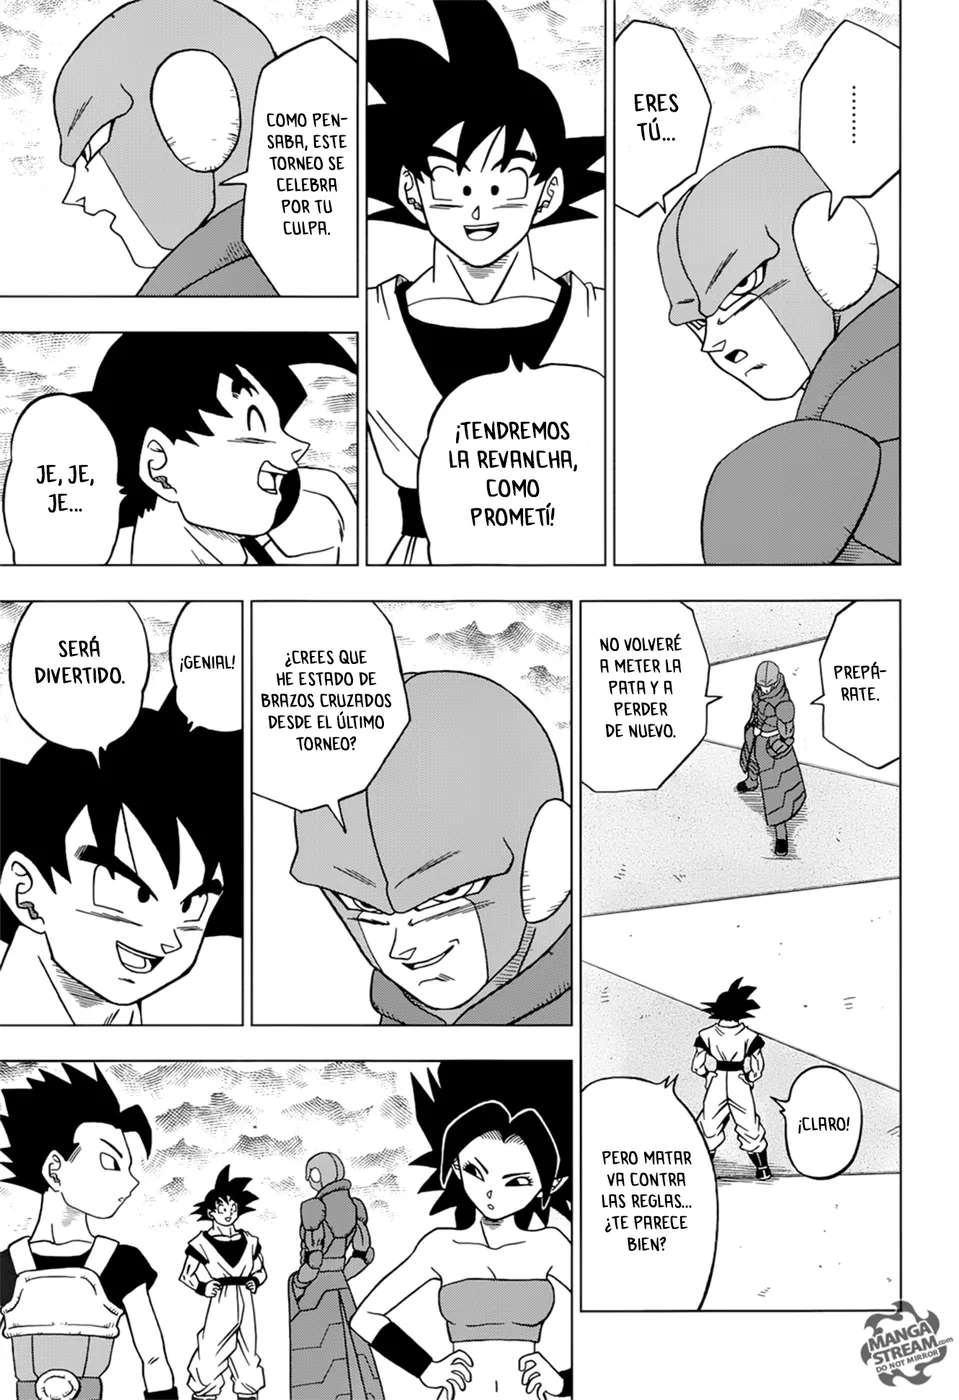 ..........
ERES
TÚ...
¡TENDREMOS
LA REVANCHA,
COMO
PROMETÍ!
COMO PEN-
SABA, ESTE
TORNEO SE
CELEBRA
POR TU
CULPA.
JE, JE,
JE...
PREPÁ-
RATE.
NO VOLVERÉ
A METER LA
PATA Y A
PERDER
DE NUEVO.
¡CLARO!
PERO MATAR
VA CONTRA
LAS REGLAS...
¿TE PARECE
BIEN?
¿CREES QUE
HE ESTADO DE
BRAZOS CRUZADOS
DESDE EL ÚLTIMO
TORNEO?
¡GENIAL!
SERÁ
DIVERTIDO.
MANGA
STREAM.com
DO NOT MIRROR